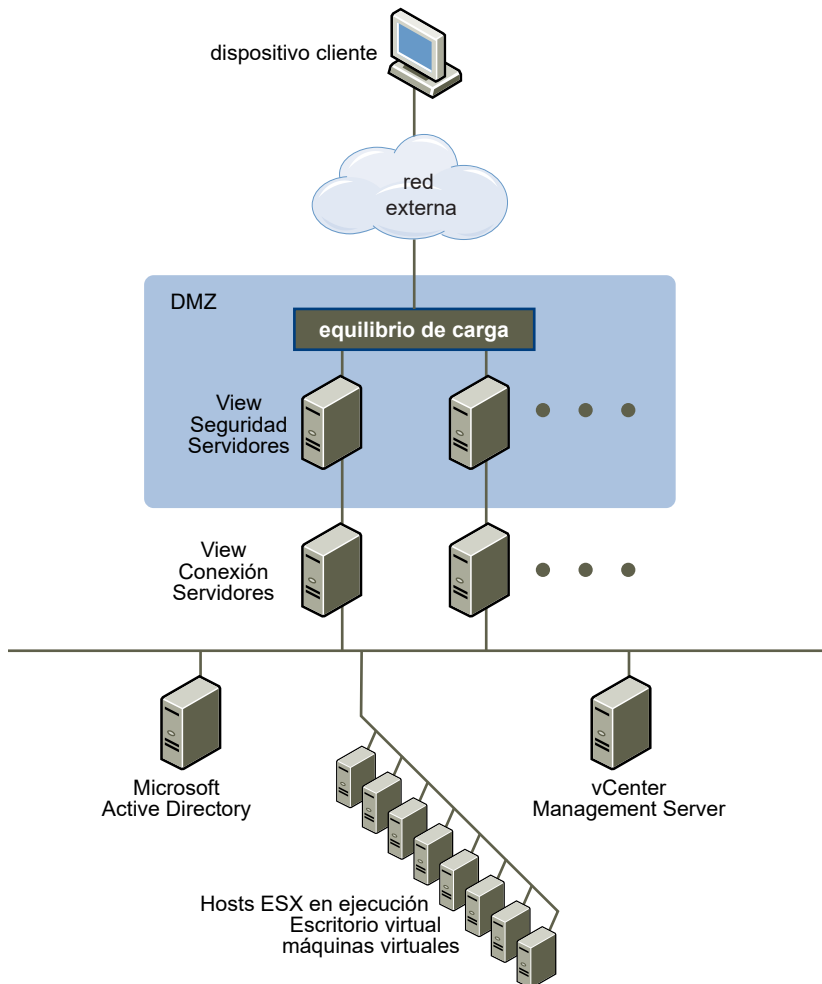 dispositivo cliente
red
externa
DMZ
equilibrio de carga
View
Seguridad
Servidores
View
Conexión
Servidores
Microsoft
Active Directory
vCenter
Management Server
Hosts ESX en ejecución
Escritorio virtual
máquinas virtuales